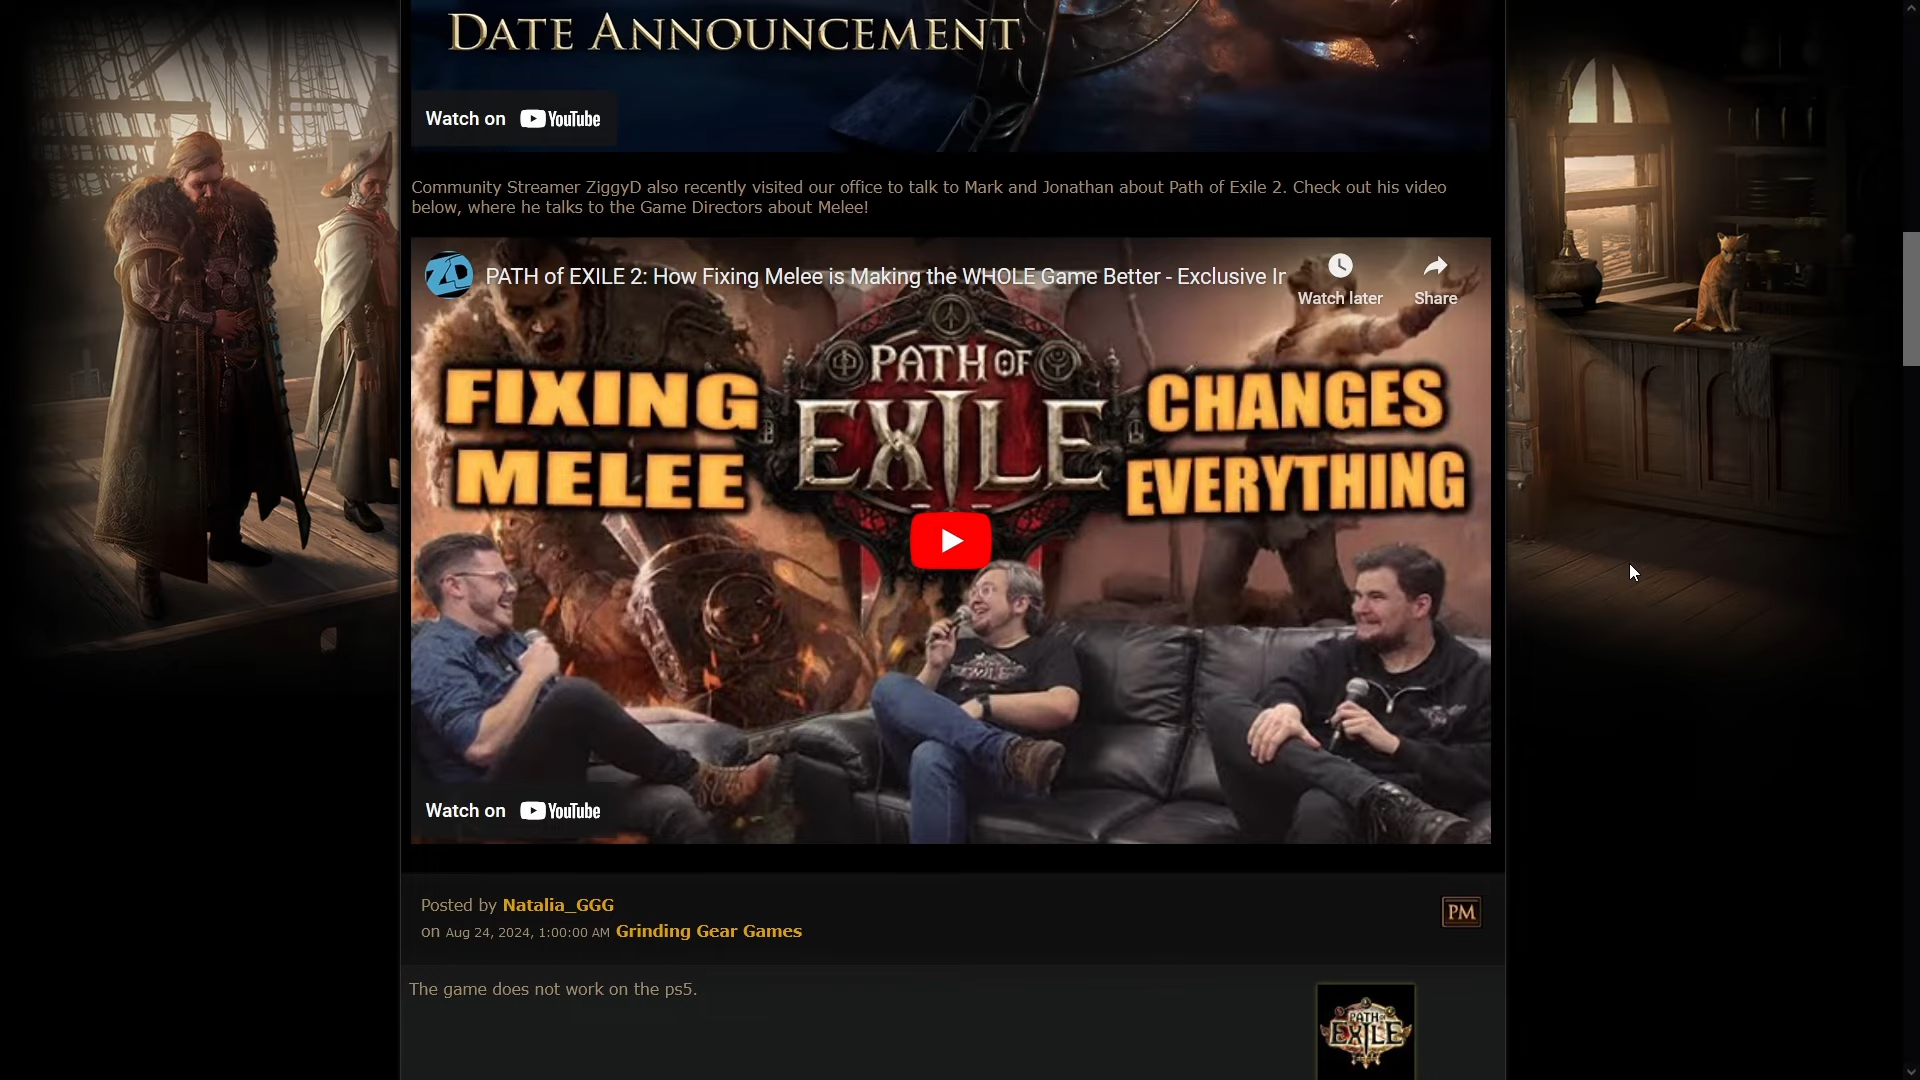 DATE ANNOUNCEMENT
Watch on YouTube
Community Streamer ZiggyD also recently visited our office to talk to Mark and Jonathan about Path of Exile 2. Check out his video
below, where he talks to the Game Directors about Melee!
ZD
PATH of EXILE 2: How Fixing Melee is Making the WHOLE Game Better - Exclusive Ir
Watch later
Share
FIXING
MELEE
PATH OF
EXILE
CHANGES
EVERYTHING
Watch on YouTube
Posted by Natalia_GGG
on Aug 24, 2024, 1:00:00 AM Grinding Gear Games
PM
The game does not work on the ps5.
PATH OF
EXILE